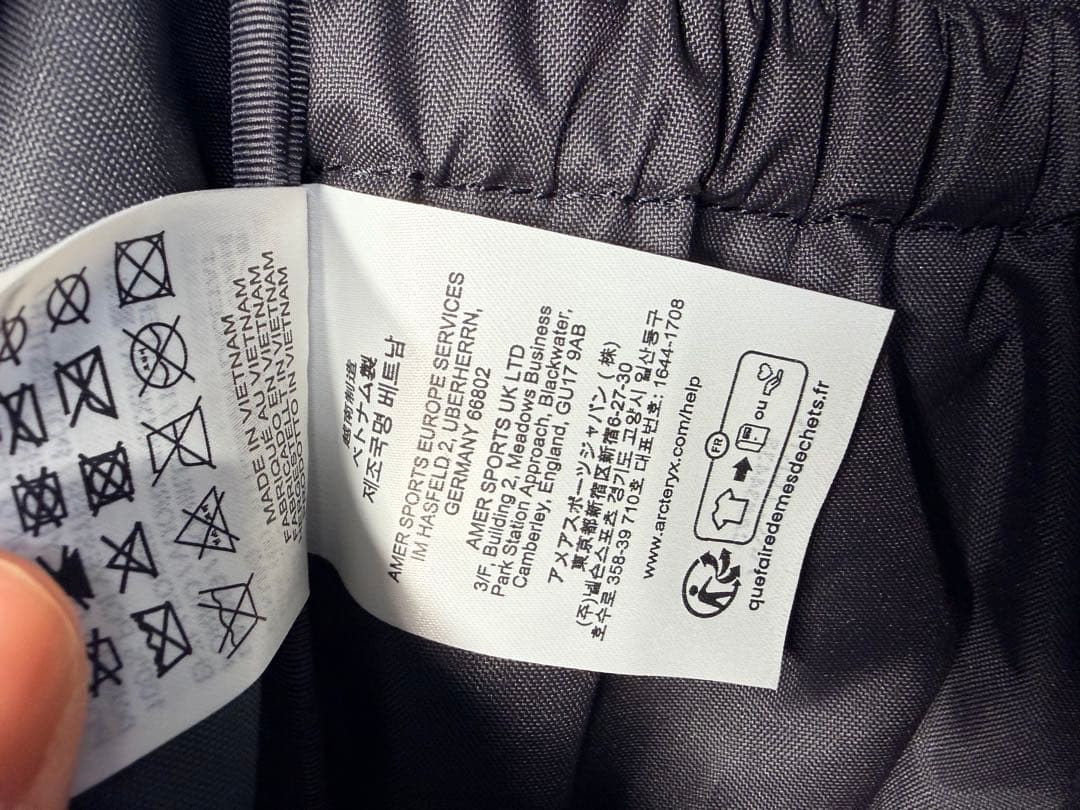 MADE IN VIETNAM
FABRIQUÉ AU VIETNAM
FABRICADO EN VIETNAM
HERGESTELLT IN VIETNAM
PRODOTTO IN VIETNAM
越南製造
ベトナム製
제조국명 베트남
AMER SPORTS EUROPE SERVICES
IM HASFELD 2, UBERHERRN,
GERMANY 66802
AMER SPORTS UK LTD
3/F, Building 2, Meadows Business
Park Station Approach, Blackwater,
Camberley, England, GU17 9AB
アメアスポーツジャパン (株)
東京都新宿区新宿6-27-30
(주)넬슨스포츠 경기도 고양시 일산동구
호수로 358-39 710호 대표번호: 1644-1708
www.arcteryx.com/help
FR
ou
quefairedemesdechets.fr